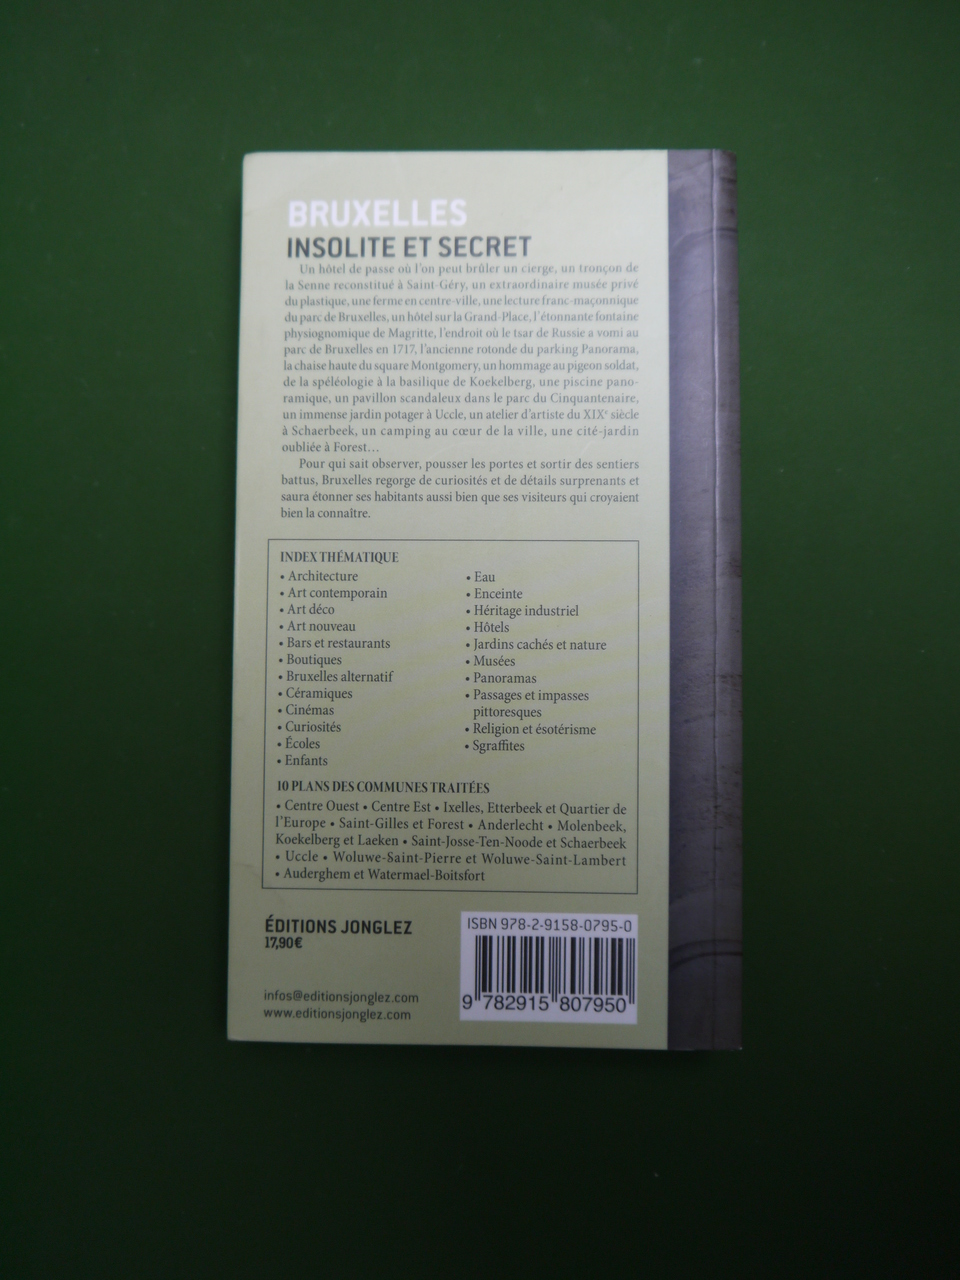 BRUXELLES
INSOLITE ET SECRET
Un hôtel de passe où l'on peut brûler un cierge, un tronçon de
la Senne reconstitué à Saint-Géry, un extraordinaire musée privé
du plastique, une ferme en centre-ville, une lecture franc-maçonnique
du parc de Bruxelles, un hôtel sur la Grand-Place, l'étonnante fontaine
physiognomique de Magritte, l'endroit où le tsar de Russie a vomi au
parc de Bruxelles en 1717, l'ancienne rotonde du parking Panorama,
la chaise haute du square Montgomery, un hommage au pigeon soldat,
de la spéléologie à la basilique de Koekelberg, une piscine pano-
ramique, un pavillon scandaleux dans le parc du Cinquantenaire,
un immense jardin potager à Uccle, un atelier d'artiste du XIXe siècle
à Schaerbeek, un camping au cœur de la ville, une cité-jardin
oubliée à Forest…
Pour qui sait observer, pousser les portes et sortir des sentiers
battus, Bruxelles regorge de curiosités et de détails surprenants et
saura étonner ses habitants aussi bien que ses visiteurs qui croyaient
bien la connaître.
INDEX THÉMATIQUE
• Architecture
• Art contemporain
• Art déco
• Art nouveau
• Bars et restaurants
• Boutiques
• Bruxelles alternatif
• Céramiques
• Cinémas
• Curiosités
• Écoles
• Enfants
• Eau
• Enceinte
• Héritage industriel
• Hôtels
• Jardins cachés et nature
• Musées
• Panoramas
• Passages et impasses
pittoresques
• Religion et ésotérisme
• Sgraffites
10 PLANS DES COMMUNES TRAITÉES
• Centre Ouest • Centre Est • Ixelles, Etterbeek et Quartier de
l'Europe • Saint-Gilles et Forest • Anderlecht • Molenbeek,
Koekelberg et Laeken • Saint-Josse-Ten-Noode et Schaerbeek
• Uccle • Woluwe-Saint-Pierre et Woluwe-Saint-Lambert
• Auderghem et Watermael-Boitsfort
ÉDITIONS JONGLEZ
17,90 €
infos@editionsjonglez.com
www.editionsjonglez.com
ISBN 978-2-9158-0795-0
9 782915 807950